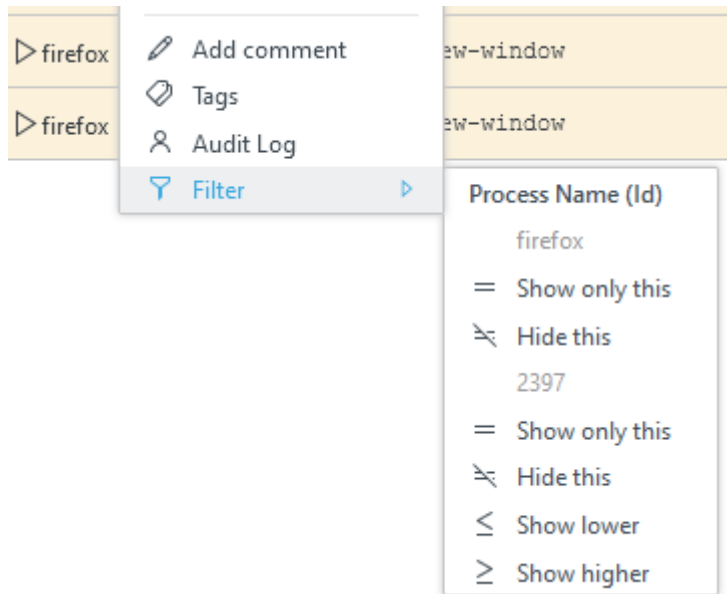 firefox
Add comment
ew-window
Tags
firefox
ew-window
Audit Log
Filter
Process Name (Id)
firefox
= Show only this
Hide this
2397
= Show only this
Hide this
≤ Show lower
≥ Show higher